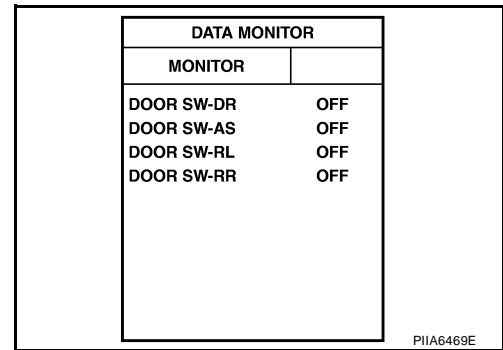 DATA MONITOR
MONITOR
DOOR SW-DR OFF
DOOR SW-AS OFF
DOOR SW-RL OFF
DOOR SW-RR OFF
PIIA6469E